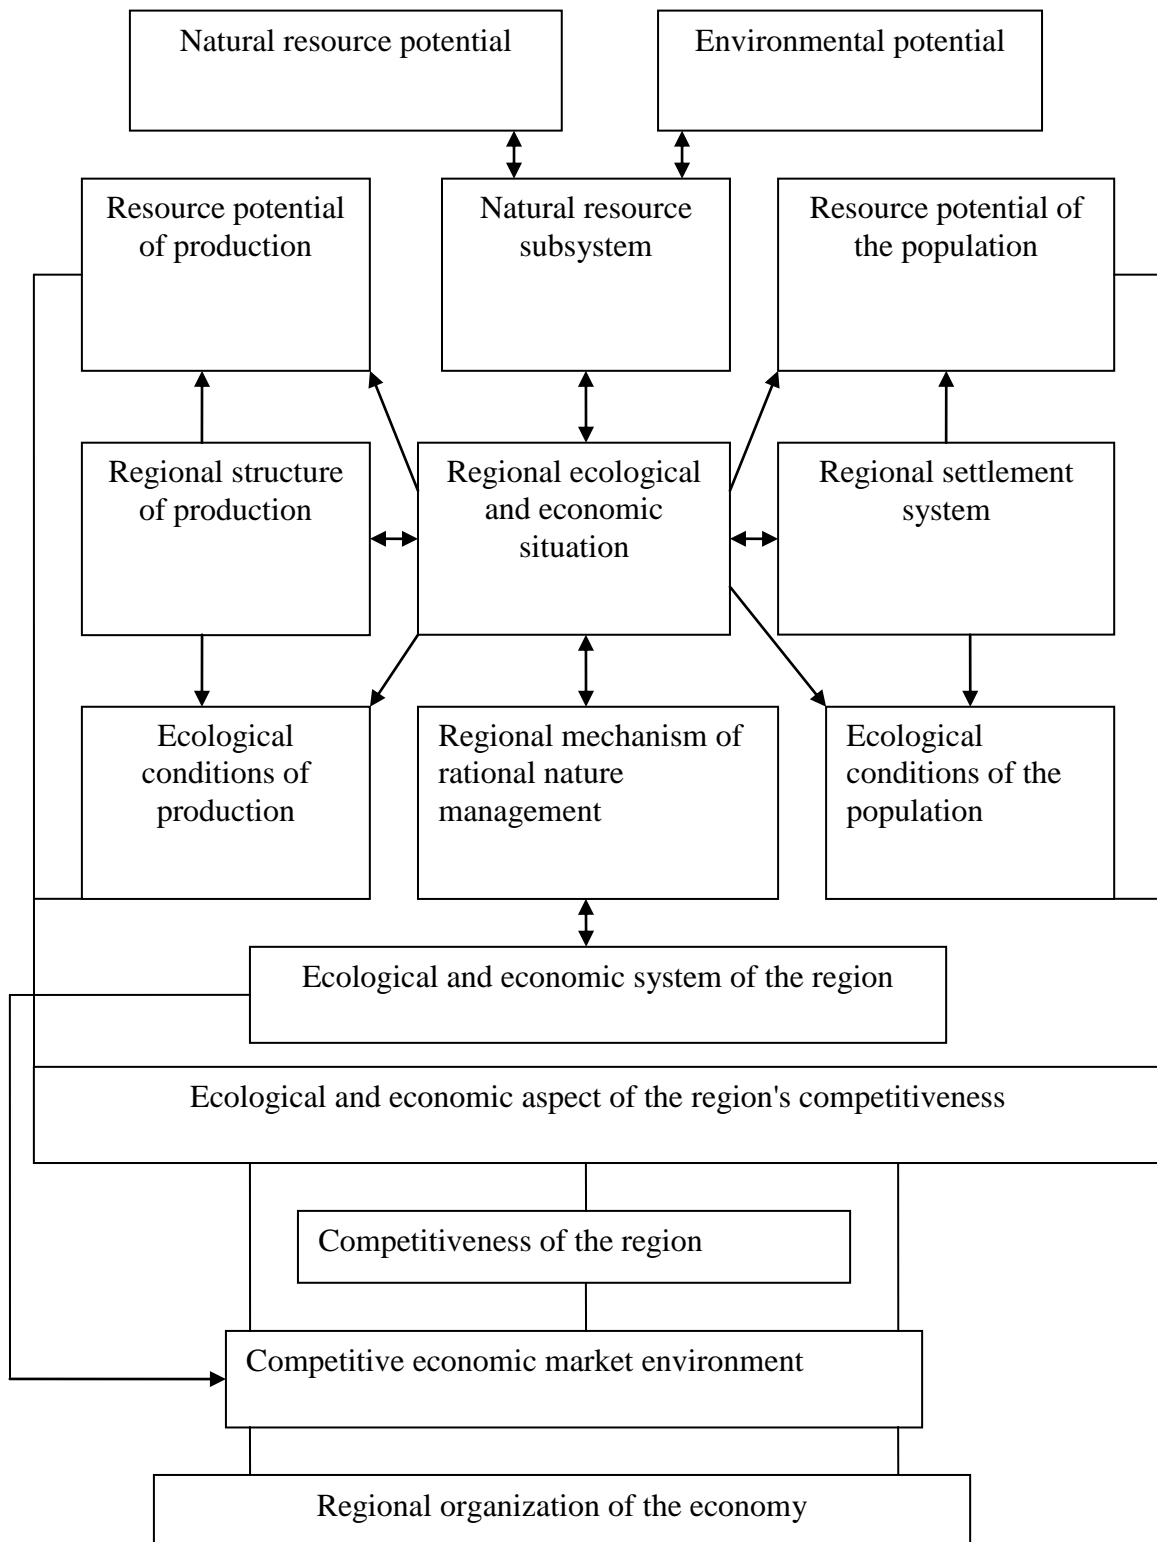 Natural resource potential
Environmental potential
Resource potential
of production
Natural resource
subsystem
Resource potential of
the population
Regional structure
of production
Regional ecological
and economic
situation
Regional settlement
system
Ecological
conditions of
production
Regional mechanism of
rational nature
management
Ecological
conditions of the
population
Ecological and economic system of the region
Ecological and economic aspect of the region's competitiveness
Competitiveness of the region
Competitive economic market environment
Regional organization of the economy